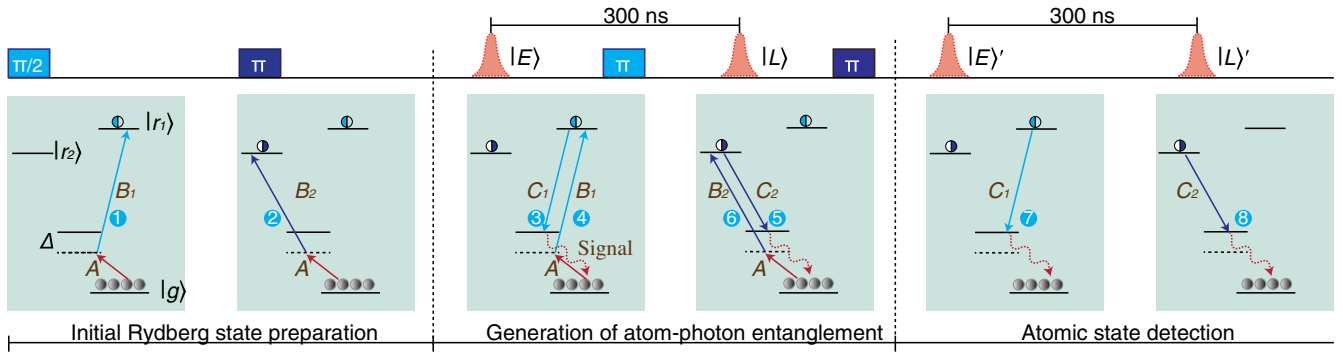 300 ns
300 ns
π/2
π
|E⟩
π
|L⟩
π
|E⟩′
|L⟩′
|r₁⟩
|r₂⟩
B₁
1
Δ
A
|g⟩
B₂
2
A
C₁
B₁
3
4
Signal
A
B₂
C₂
6
5
A
C₁
7
C₂
8
Initial Rydberg state preparation
Generation of atom-photon entanglement
Atomic state detection